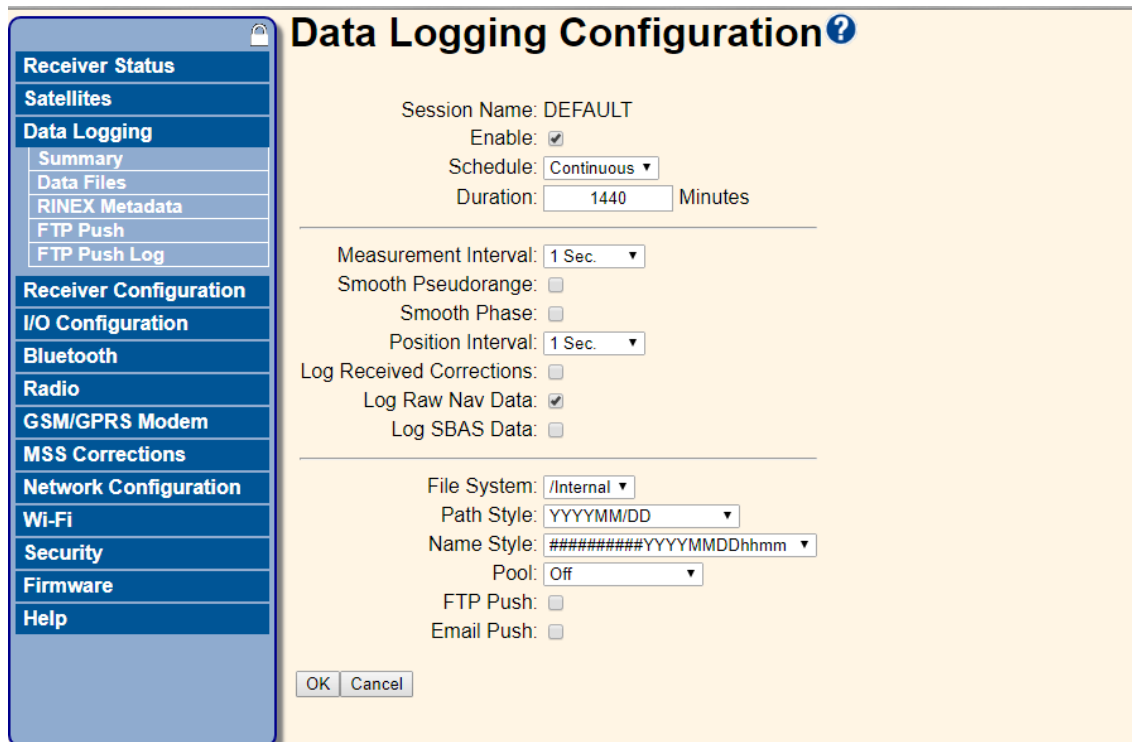 Data Logging Configuration?
Receiver Status
Satellites
Data Logging
Summary
Data Files
RINEX Metadata
FTP Push
FTP Push Log
Receiver Configuration
I/O Configuration
Bluetooth
Radio
GSM/GPRS Modem
MSS Corrections
Network Configuration
Wi-Fi
Security
Firmware
Help
Session Name: DEFAULT
Enable:
Schedule: Continuous
Duration: 1440 Minutes
Measurement Interval: 1 Sec.
Smooth Pseudorange:
Smooth Phase:
Position Interval: 1 Sec.
Log Received Corrections:
Log Raw Nav Data:
Log SBAS Data:
File System: /Internal
Path Style: YYYYMM/DD
Name Style: ##########YYYYMMDDhhmm
Pool: Off
FTP Push:
Email Push:
OK Cancel